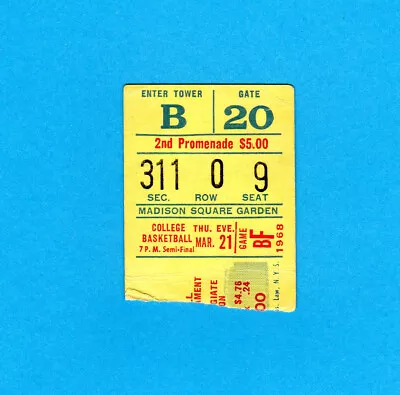 ENTER TOWER GATE
B 20
2nd Promenade $5.00
311 0 9
SEC. ROW SEAT
MADISON SQUARE GARDEN
COLLEGE THU. EVE.
BASKETBALL MAR. 21
7 P.M. Semi-Final
GAME
BF
1968
$4.76
.24
Law, N.Y.S.